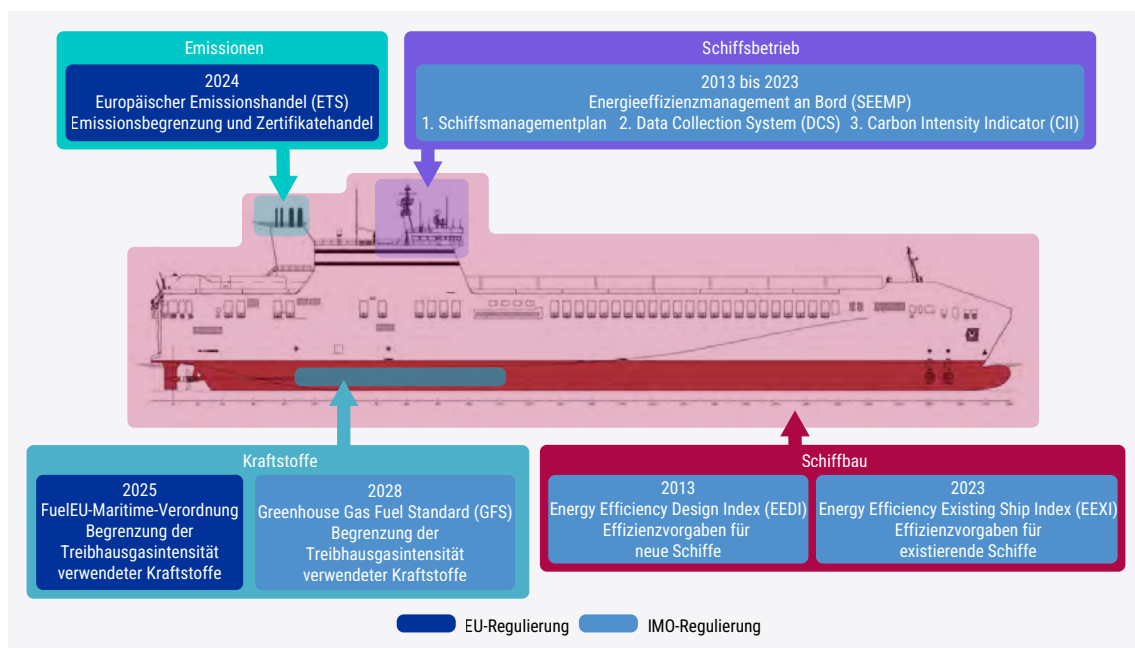 Emissionen
2024
Europäischer Emissionshandel (ETS)
Emissionsbegrenzung und Zertifikatehandel
Schiffsbetrieb
2013 bis 2023
Energieeffizienzmanagement an Bord (SEEMP)
1. Schiffsmanagementplan 2. Data Collection System (DCS) 3. Carbon Intensity Indicator (CII)
Kraftstoffe
2025
FuelEU-Maritime-Verordnung
Begrenzung der
Treibhausgasintensität
verwendeter Kraftstoffe
2028
Greenhouse Gas Fuel Standard (GFS)
Begrenzung der
Treibhausgasintensität
verwendeter Kraftstoffe
Schiffbau
2013
Energy Efficiency Design Index (EEDI)
Effizienzvorgaben für
neue Schiffe
2023
Energy Efficiency Existing Ship Index (EEXI)
Effizienzvorgaben für
existierende Schiffe
EU-Regulierung
IMO-Regulierung